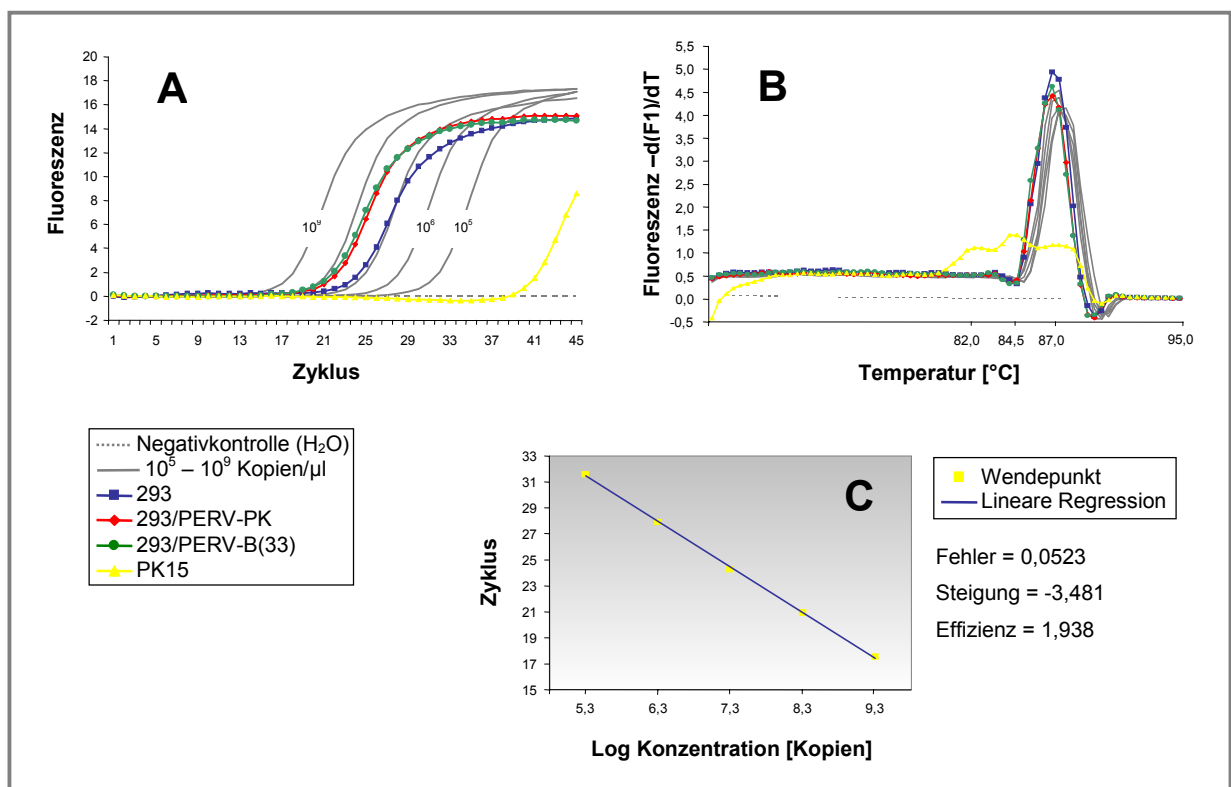 A
Fluoreszenz
20
18
16
14
12
10
8
6
4
2
0
-2
10⁹
10⁶
10⁵
1 5 9 13 17 21 25 29 33 37 41 45
Zyklus
B
Fluoreszenz –d(F1)/dT
5,5
5,0
4,5
4,0
3,5
3,0
2,5
2,0
1,5
1,0
0,5
0,0
-0,5
82,0 84,5 87,0 95,0
Temperatur [°C]
Negativkontrolle (H₂O)
10⁵ – 10⁹ Kopien/µl
293
293/PERV-PK
293/PERV-B(33)
PK15
C
Zyklus
33
31
29
27
25
23
21
19
17
15
5,3 6,3 7,3 8,3 9,3
Log Konzentration [Kopien]
Wendepunkt
Lineare Regression
Fehler = 0,0523
Steigung = -3,481
Effizienz = 1,938